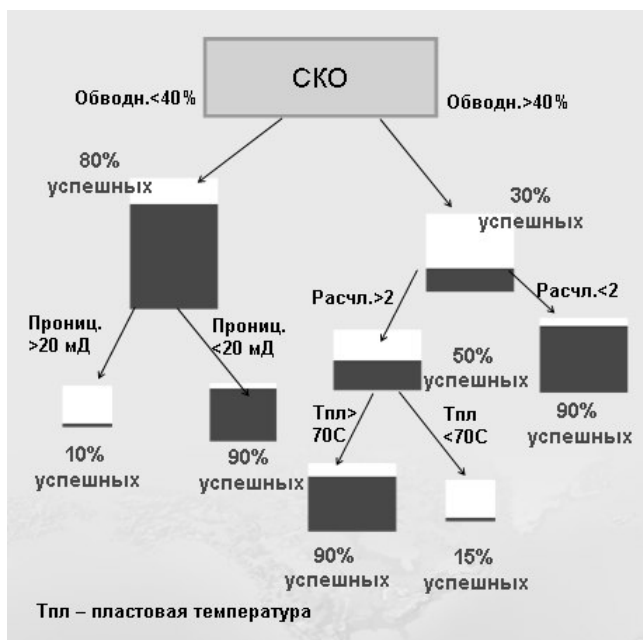 СКО
Обводн.<40%
Обводн.>40%
80%
успешных
30%
успешных
Прониц.
>20 мД
Прониц.
<20 мД
Расчл.>2
Расчл.<2
50%
успешных
10%
успешных
90%
успешных
Тпл>
70С
Тпл
<70С
90%
успешных
90%
успешных
15%
успешных
Тпл – пластовая температура